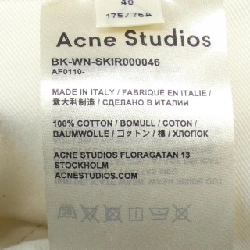 40
175 / 76A
Acne Studios
BK-WN-SKIR000046
AF0110-
MADE IN ITALY / FABRIQUE EN ITALIE /
意大利制造 / СДЕЛАНО В ИТАЛИИ
100% COTTON / BOMULL / COTON /
BAUMWOLLE / コットン / 棉 / ХЛОПОК
ACNE STUDIOS FLORAGATAN 13
STOCKHOLM
ACNESTUDIOS.COM